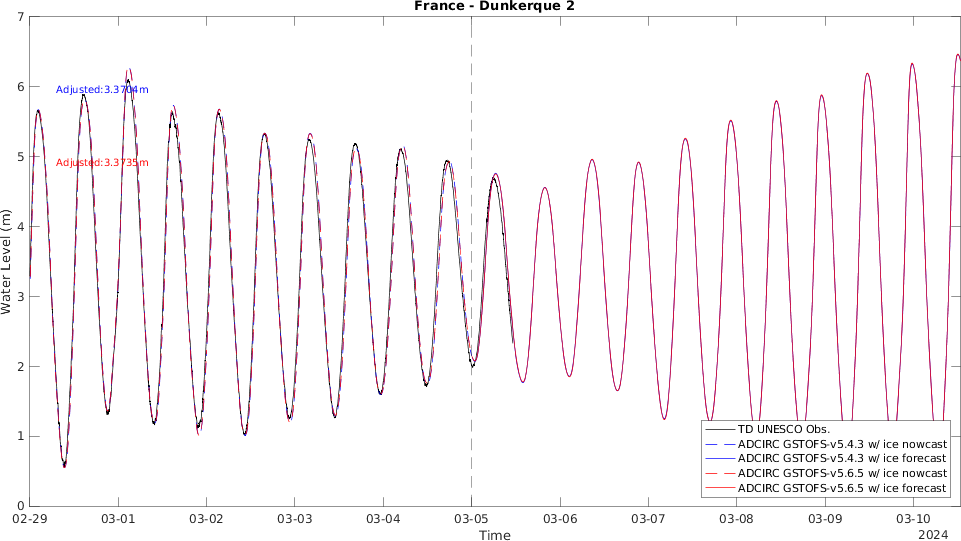 France - Dunkerque 2
7
6
5
4
3
2
1
0
Water Level (m)
Adjusted:3.3704m
Adjusted:3.3735m
TD UNESCO Obs.
ADCIRC GSTOFS-v5.4.3 w/ ice nowcast
ADCIRC GSTOFS-v5.4.3 w/ ice forecast
ADCIRC GSTOFS-v5.6.5 w/ ice nowcast
ADCIRC GSTOFS-v5.6.5 w/ ice forecast
02-29 03-01 03-02 03-03 03-04 03-05 03-06 03-07 03-08 03-09 03-10
Time
2024